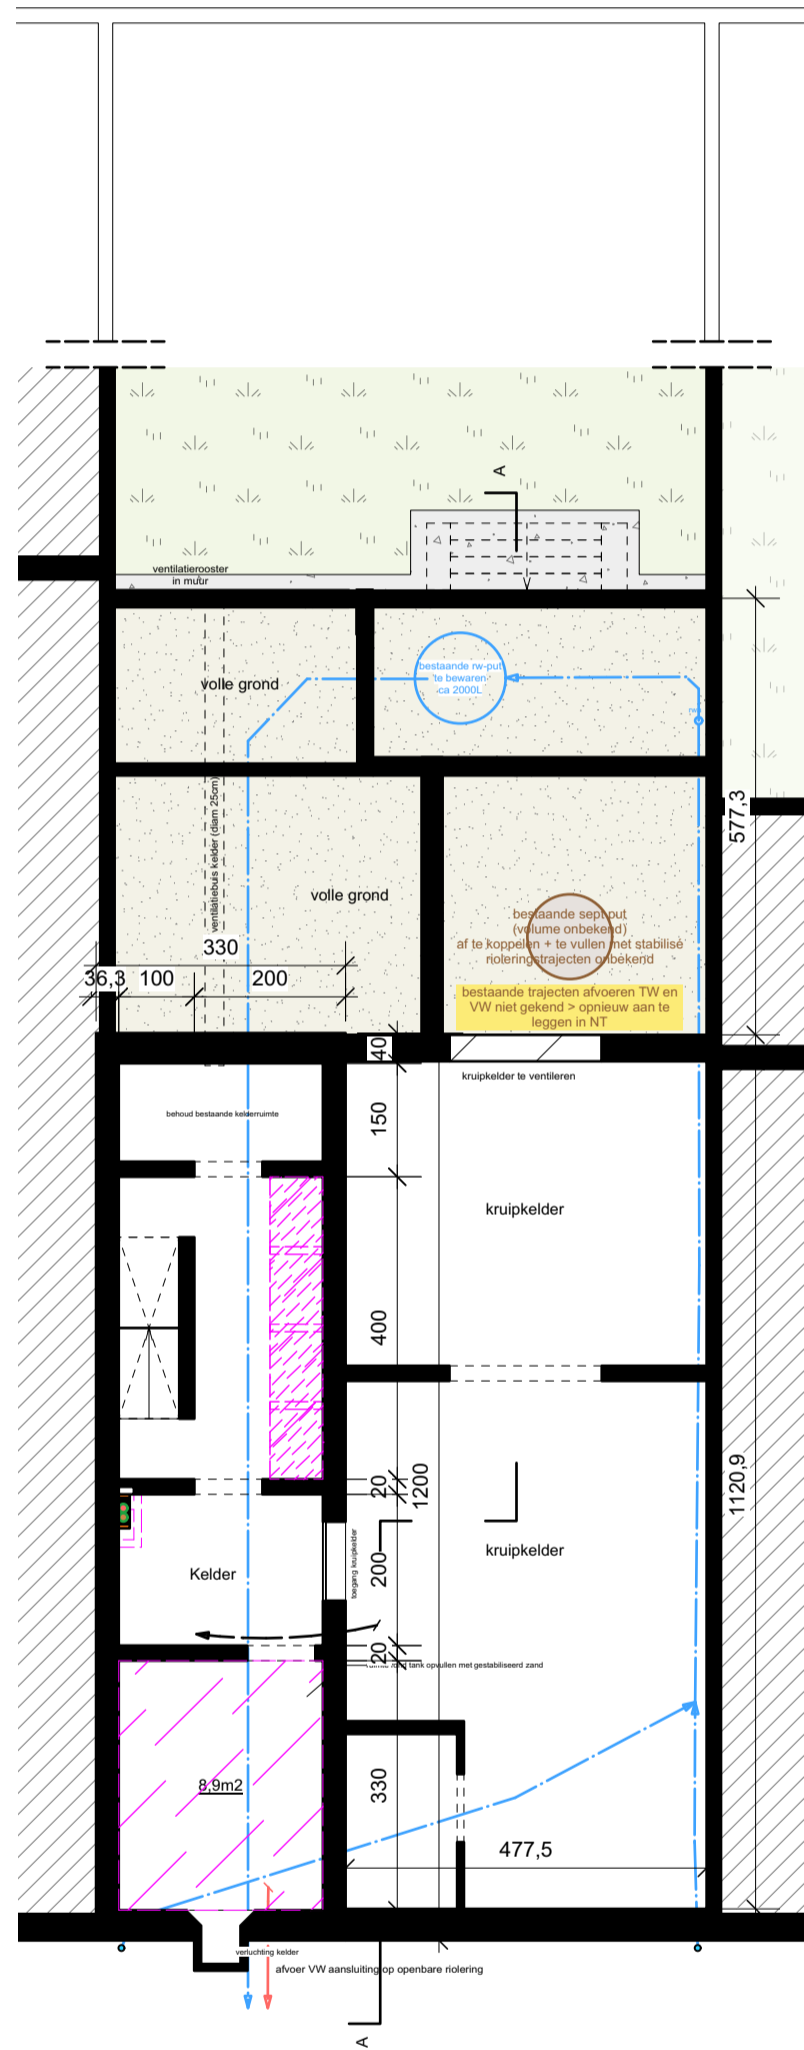 A
ventilatierooster
in muur
bestaande rw-put
te bewaren
ca 2000L
volle grond
577,3
ventilatiebuis kelder (diam 25cm)
volle grond
bestaande sept.put
(volume onbekend)
af te koppelen + te vullen met stabilisé
rioleringstrajecten onbekend
330
36,3
100
200
bestaande trajecten afvoeren TW en
VW niet gekend > opnieuw aan te
leggen in NT
40
kruipkelder te ventileren
behoud bestaande kelderruimte
150
kruipkelder
400
20
1200
1120,9
toegang kruipkelder
kruipkelder
Kelder
200
20
tank opvullen met gestabiliseerd zand
8,9m2
330
477,5
verluchting kelder
afvoer VW aansluiting op openbare riolering
A